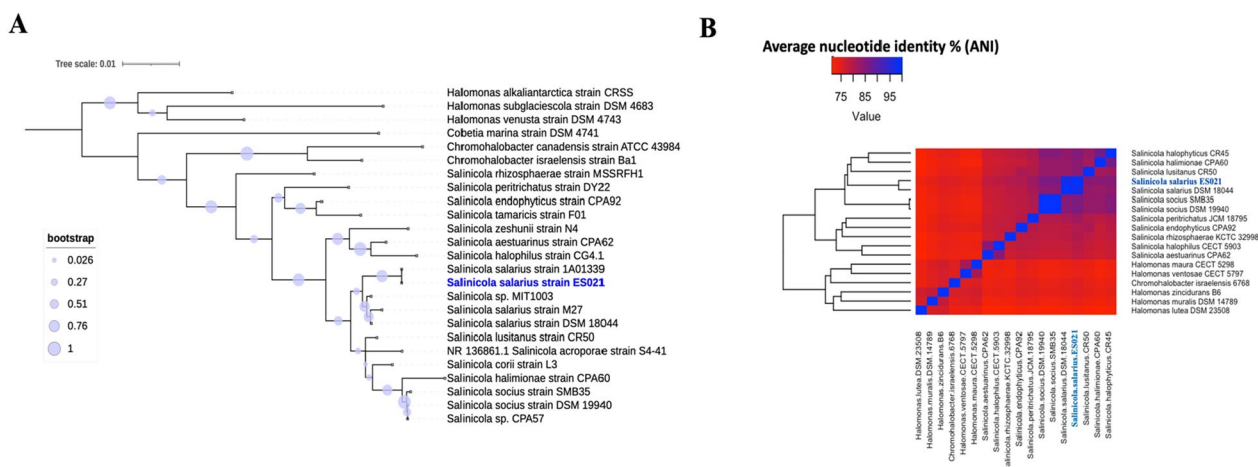 A
Tree scale: 0.01
Halomonas alkaliantarctica strain CRSS
Halomonas subglaciescola strain DSM 4683
Halomonas venusta strain DSM 4743
Cobetia marina strain DSM 4741
Chromohalobacter canadensis strain ATCC 43984
Chromohalobacter israelensis strain Ba1
Salinicola rhizosphaerae strain MSSRFH1
Salinicola peritrichatus strain DY22
Salinicola endophyticus strain CPA92
Salinicola tamaricis strain F01
Salinicola zeshunii strain N4
Salinicola aestuarinus strain CPA62
Salinicola halophilus strain CG4.1
Salinicola salarius strain 1A01339
Salinicola salarius strain ES021
Salinicola sp. MIT1003
Salinicola salarius strain M27
Salinicola salarius strain DSM 18044
Salinicola lusitanus strain CR50
NR 136861.1 Salinicola acroporae strain S4-41
Salinicola corii strain L3
Salinicola halimionae strain CPA60
Salinicola socius strain SMB35
Salinicola socius strain DSM 19940
Salinicola sp. CPA57
bootstrap
0.026
0.27
0.51
0.76
1
B
Average nucleotide identity % (ANI)
75 85 95
Value
Salinicola halophyticus CR45
Salinicola halimionae CPA60
Salinicola lusitanus CR50
Salinicola salarius ES021
Salinicola salarius DSM 18044
Salinicola socius SMB35
Salinicola socius DSM 19940
Salinicola peritrichatus JCM 18795
Salinicola endophyticus CPA92
Salinicola rhizosphaerae KCTC 32998
Salinicola halophilus CECT 5903
Salinicola aestuarinus CPA62
Halomonas maura CECT 5298
Halomonas ventosae CECT 5797
Chromohalobacter israelensis 6768
Halomonas zincidurans B6
Halomonas muralis DSM 14789
Halomonas lutea DSM 23508
Halomonas.lutea.DSM.23508
Halomonas.muralis.DSM.14789
Halomonas.zincidurans.B6
Chromohalobacter.israelensis.6768
Halomonas.ventosae.CECT.5797
Halomonas.maura.CECT.5298
Salinicola.aestuarinus.CPA62
Salinicola.halophilus.CECT.5903
alinicola.rhizosphaerae.KCTC.32998
Salinicola.endophyticus.CPA92
Salinicola.peritrichatus.JCM.18795
Salinicola.socius.DSM.19940
Salinicola.socius.SMB35
Salinicola.salarius.DSM.18044
Salinicola.salarius.ES021
Salinicola.lusitanus.CR50
Salinicola.halimionae.CPA60
Salinicola.halophyticus.CR45